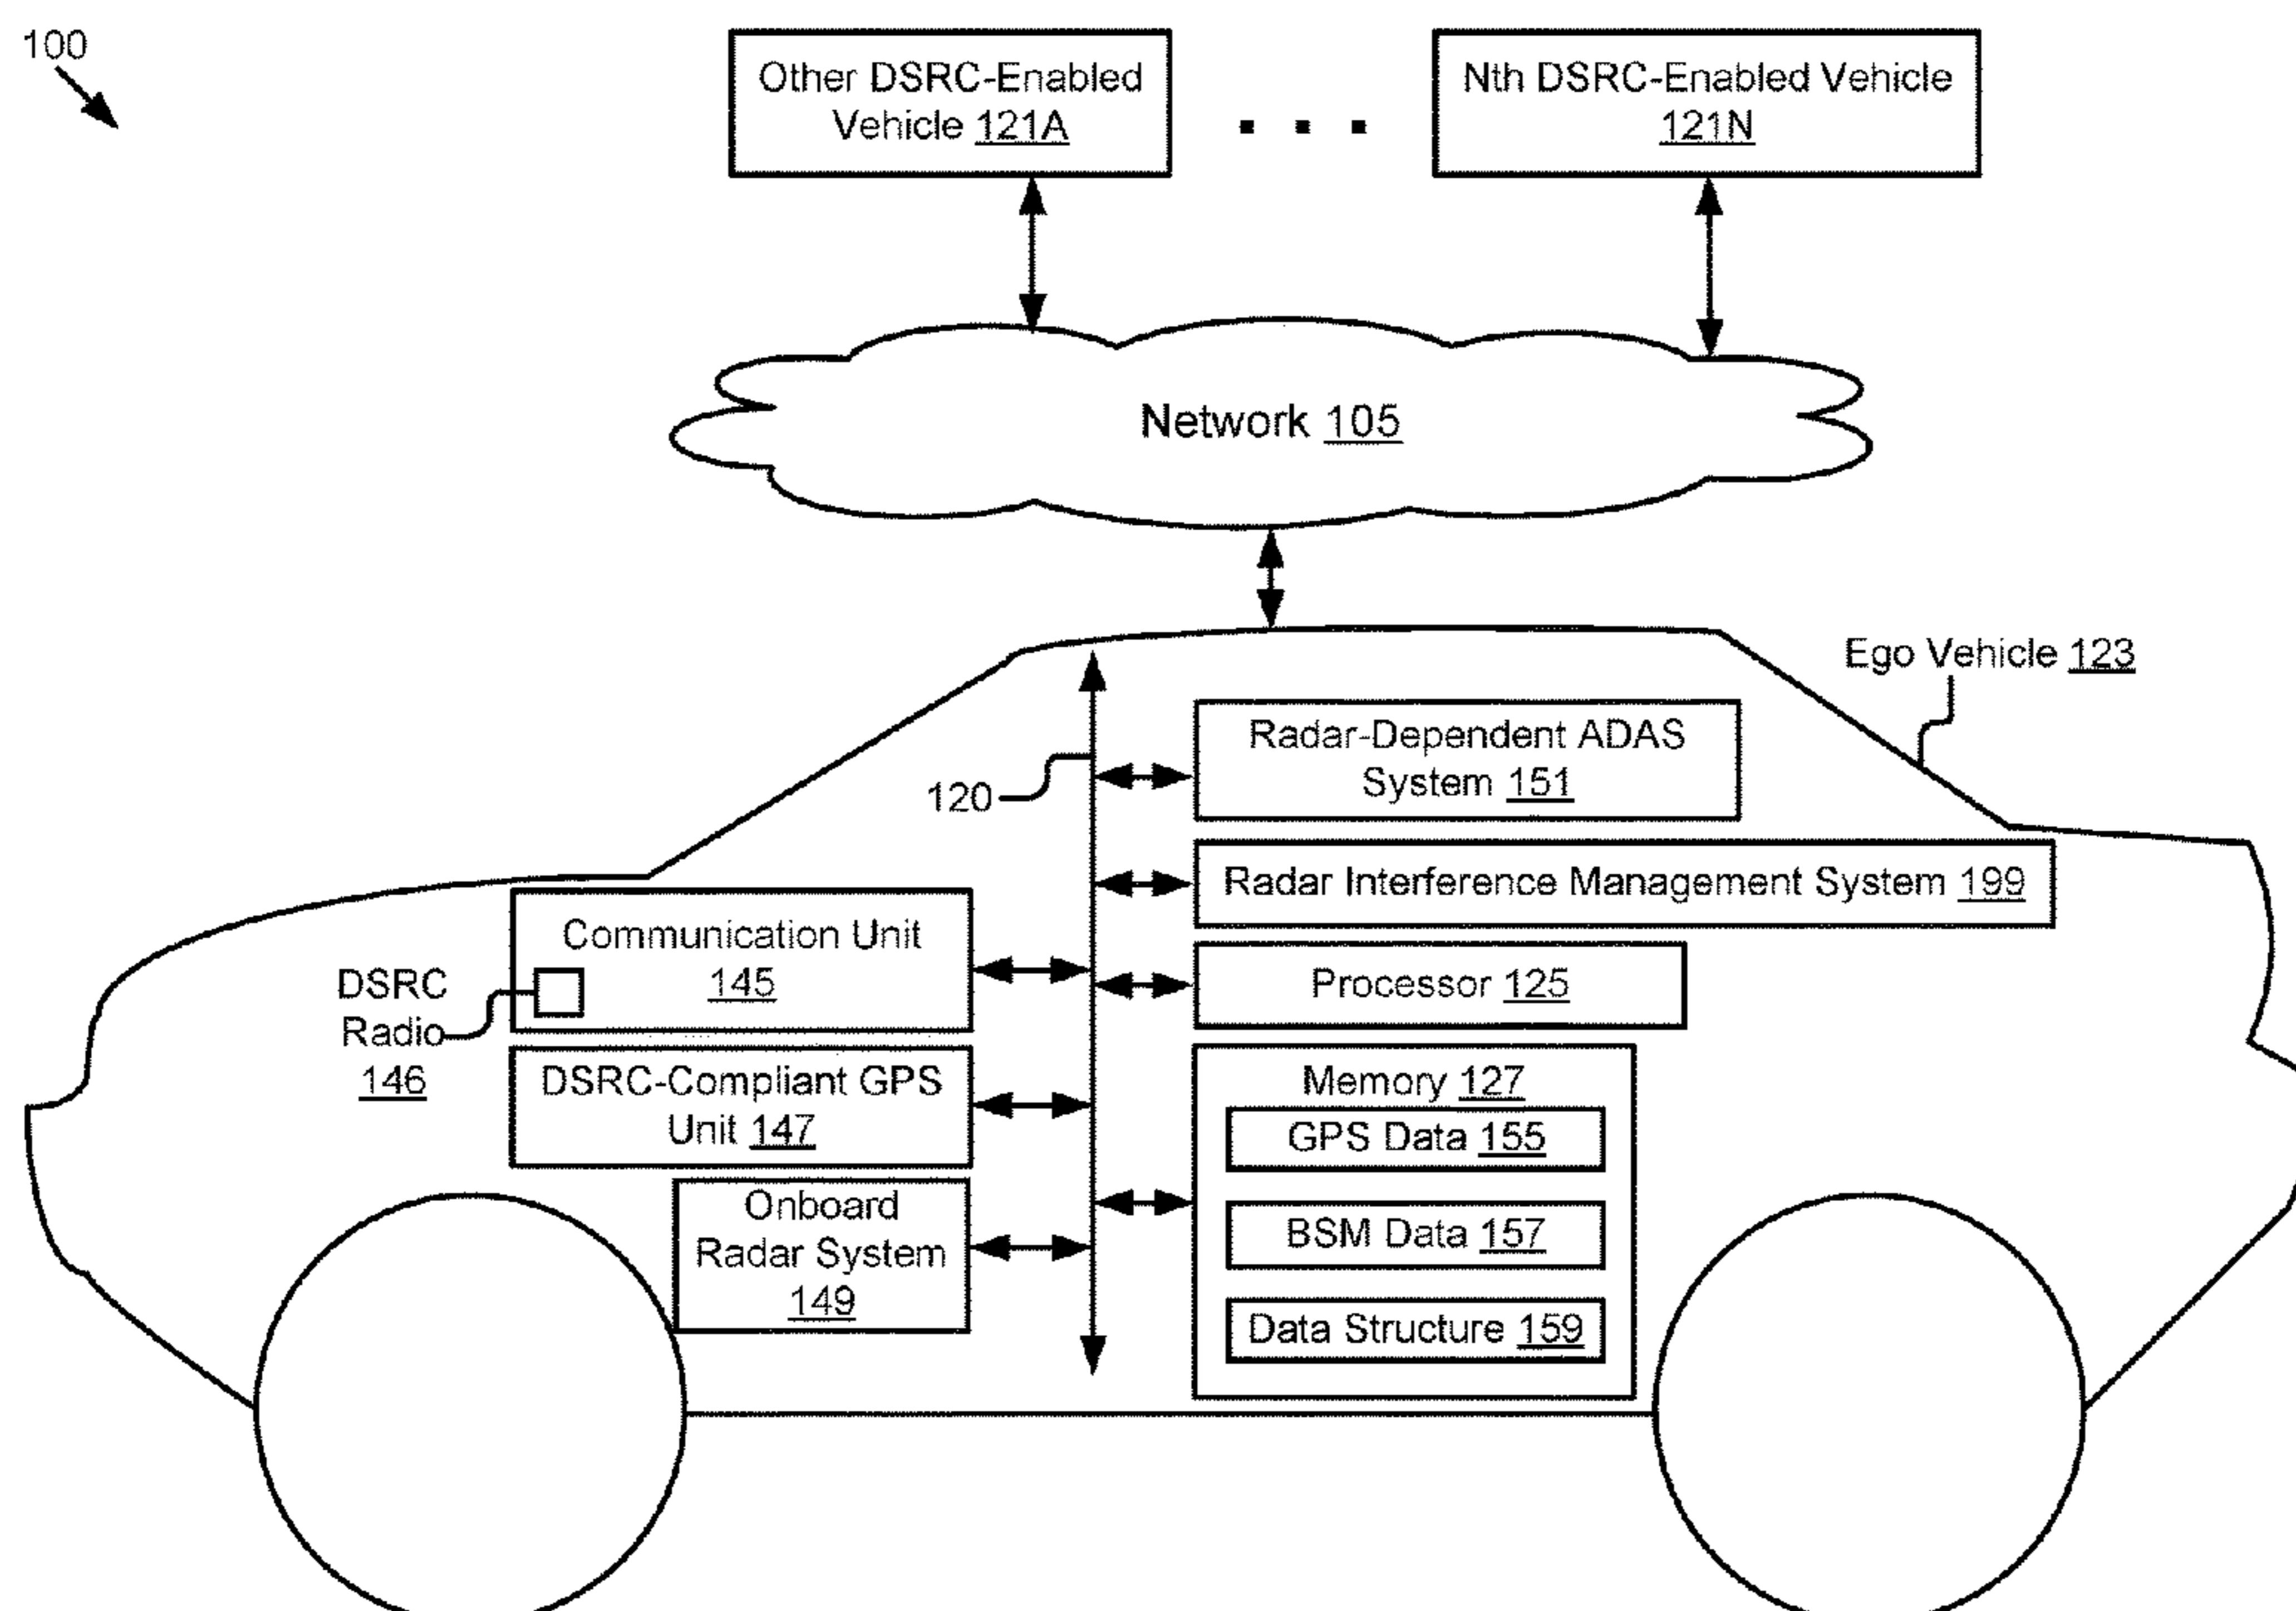 100
Other DSRC-Enabled
Vehicle 121A
. . .
Nth DSRC-Enabled Vehicle
121N
Network 105
Ego Vehicle 123
120
Radar-Dependent ADAS
System 151
Radar Interference Management System 199
Communication Unit
145
DSRC
Radio
146
Processor 125
DSRC-Compliant GPS
Unit 147
Memory 127
GPS Data 155
BSM Data 157
Data Structure 159
Onboard
Radar System
149